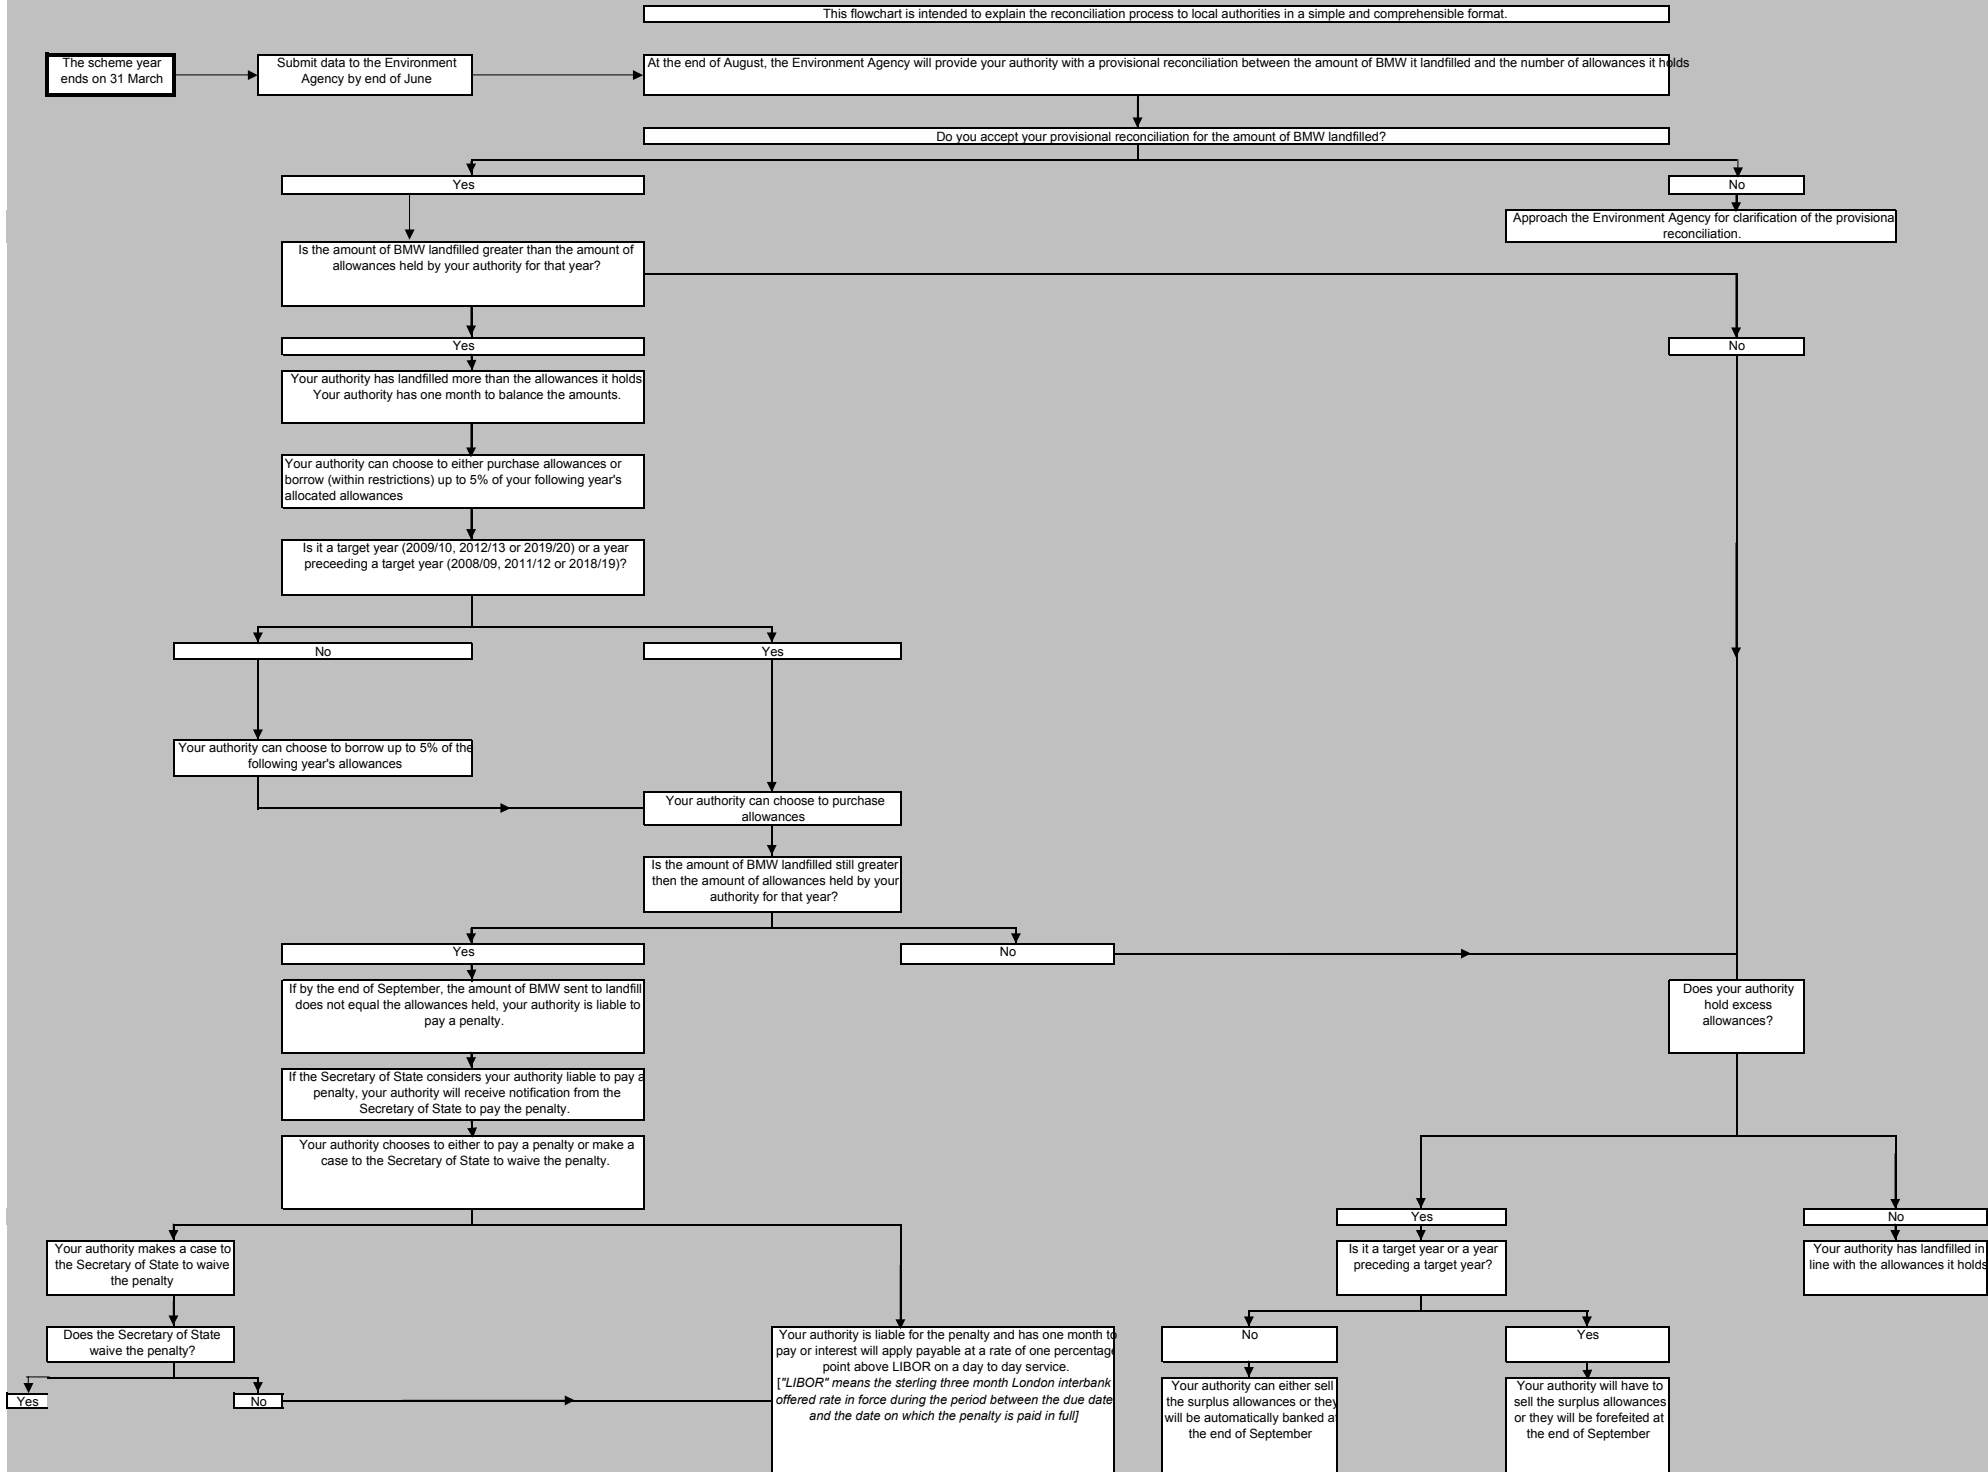 This flowchart is intended to explain the reconciliation process to local authorities in a simple and comprehensible format.
The scheme year
ends on 31 March
Submit data to the Environment
Agency by end of June
At the end of August, the Environment Agency will provide your authority with a provisional reconciliation between the amount of BMW it landfilled and the number of allowances it holds
Do you accept your provisional reconciliation for the amount of BMW landfilled?
Yes
No
Approach the Environment Agency for clarification of the provisiona
reconciliation.
Is the amount of BMW landfilled greater than the amount of
allowances held by your authority for that year?
Yes
No
Your authority has landfilled more than the allowances it holds
Your authority has one month to balance the amounts.
Your authority can choose to either purchase allowances or
borrow (within restrictions) up to 5% of your following year's
allocated allowances
Is it a target year (2009/10, 2012/13 or 2019/20) or a year
preceeding a target year (2008/09, 2011/12 or 2018/19)?
No
Yes
Your authority can choose to borrow up to 5% of the
following year's allowances
Your authority can choose to purchase
allowances
Is the amount of BMW landfilled still greater
then the amount of allowances held by your
authority for that year?
Yes
No
If by the end of September, the amount of BMW sent to landfill
does not equal the allowances held, your authority is liable to
pay a penalty.
Does your authority
hold excess
allowances?
If the Secretary of State considers your authority liable to pay a
penalty, your authority will receive notification from the
Secretary of State to pay the penalty.
Your authority chooses to either to pay a penalty or make a
case to the Secretary of State to waive the penalty.
Yes
No
Your authority makes a case to
the Secretary of State to waive
the penalty
Is it a target year or a year
preceding a target year?
Your authority has landfilled in
line with the allowances it holds
Does the Secretary of State
waive the penalty?
Yes
No
Your authority is liable for the penalty and has one month to
pay or interest will apply payable at a rate of one percentage
point above LIBOR on a day to day service.
["LIBOR" means the sterling three month London interbank
offered rate in force during the period between the due date
and the date on which the penalty is paid in full]
No
Yes
Your authority can either sell
the surplus allowances or they
will be automatically banked at
the end of September
Your authority will have to
sell the surplus allowances
or they will be forefeited at
the end of September